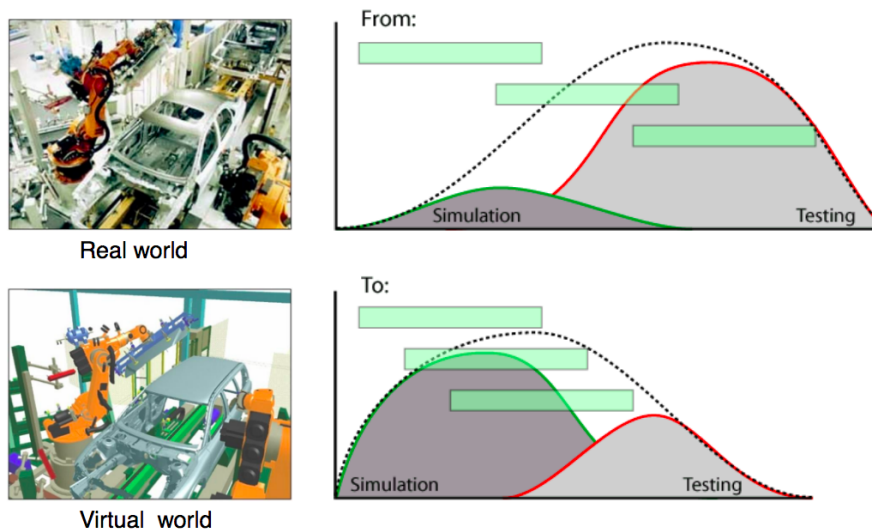 From:
Simulation
Testing
Real world
To:
Simulation
Testing
Virtual  world